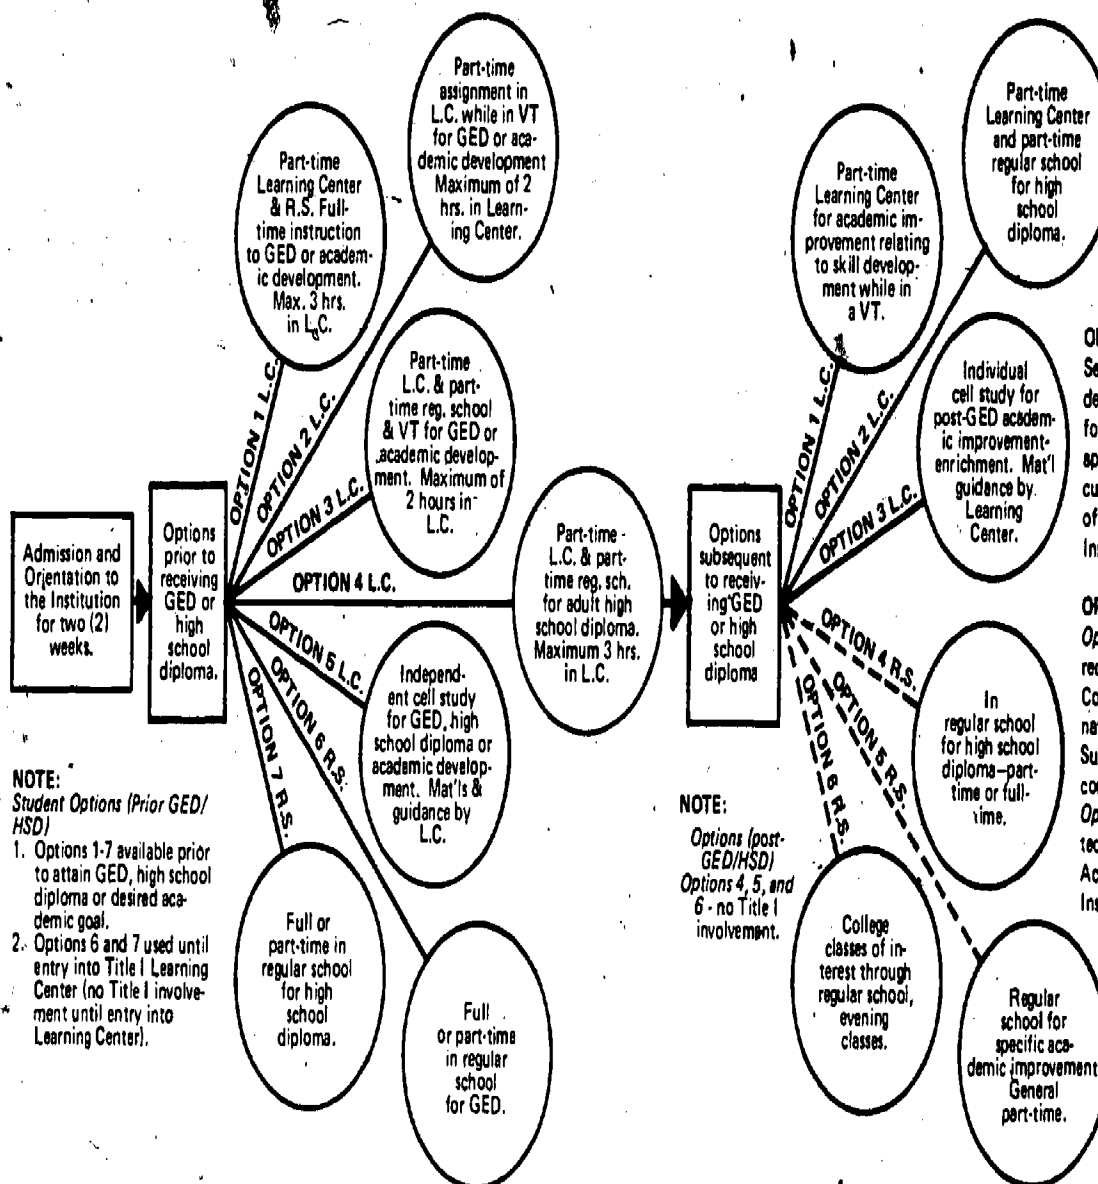 Part-time
assignment in
L.C. while in VT
for GED or aca-
demic development
Maximum of 2
hrs. in Learn-
ing Center.
Part-time
Learning Center
& R.S. Full-
time instruction
to GED or academ-
ic development.
Max. 3 hrs.
in L.C.
Part-time
L.C. & part-
time reg. school
& VT for GED or
academic develop-
ment. Maximum of
2 hours in
L.C.
OPTION 1 L.C.
OPTION 2 L.C.
OPTION 3 L.C.
OPTION 4 L.C.
OPTION 5 L.C.
OPTION 6 R.S.
OPTION 7 R.S.
Admission and
Orientation to
the Institution
for two (2)
weeks.
Options
prior to
receiving
GED or
high
school
diploma.
Part-time
L.C. & part-
time reg. sch.
for adult high
school diploma.
Maximum 3 hrs.
in L.C.
Independ-
ent cell study
for GED, high
school diploma or
academic develop-
ment. Mat'ls &
guidance by
L.C.
NOTE:
Student Options (Prior GED/
HSD)
1. Options 1-7 available prior
to attain GED, high school
diploma or desired aca-
demic goal.
2. Options 6 and 7 used until
entry into Title I Learning
Center (no Title I involve-
ment until entry into
Learning Center).
Full or
part-time in
regular school
for high
school
diploma.
Full
or part-time
in regular
school
for GED.
Part-time
Learning Center
and part-time
regular school
for high
school
diploma.
Part-time
Learning Center
for academic im-
provement relating
to skill develop-
ment while in
a VT.
Individual
cell study for
post-GED academ-
ic improvement-
enrichment. Mat'l
guidance by
Learning
Center.
OPTION 1 L.C.
OPTION 2 L.C.
OPTION 3 L.C.
OPTION 4 R.S.
OPTION 5 R.S.
OPTION 6 R.S.
Options
subsequent
to receiv-
ing GED
or high
school
diploma
In
regular school
for high school
diploma—part-
time or full-
time.
NOTE:
Options (post-
GED/HSD)
Options 4, 5, and
6 - no Title I
involvement.
College
classes of in-
terest through
regular school,
evening
classes.
Regular
school for
specific aca-
demic improvement
General
part-time.